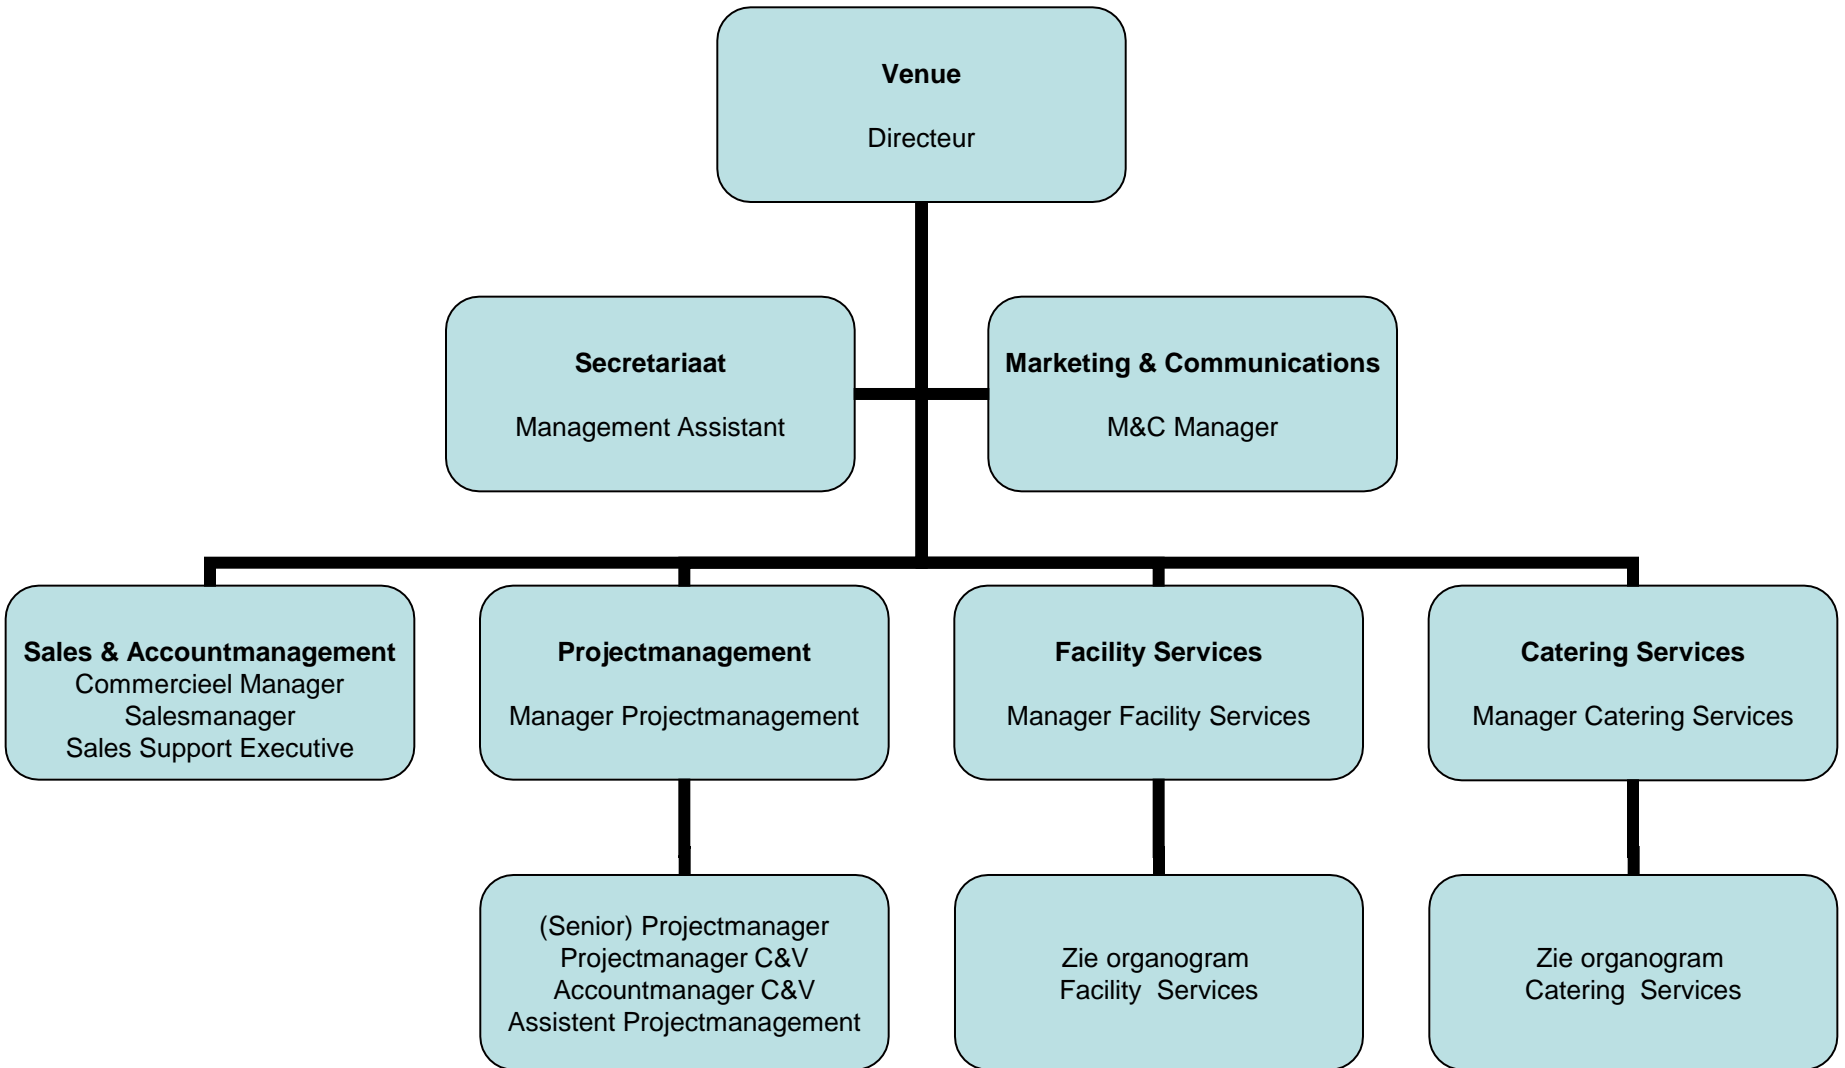 Venue
Directeur
Secretariaat
Management Assistant
Marketing & Communications
M&C Manager
Sales & Accountmanagement
Commercieel Manager
Salesmanager
Sales Support Executive
Projectmanagement
Manager Projectmanagement
Facility Services
Manager Facility Services
Catering Services
Manager Catering Services
(Senior) Projectmanager
Projectmanager C&V
Accountmanager C&V
Assistent Projectmanagement
Zie organogram
Facility Services
Zie organogram
Catering Services